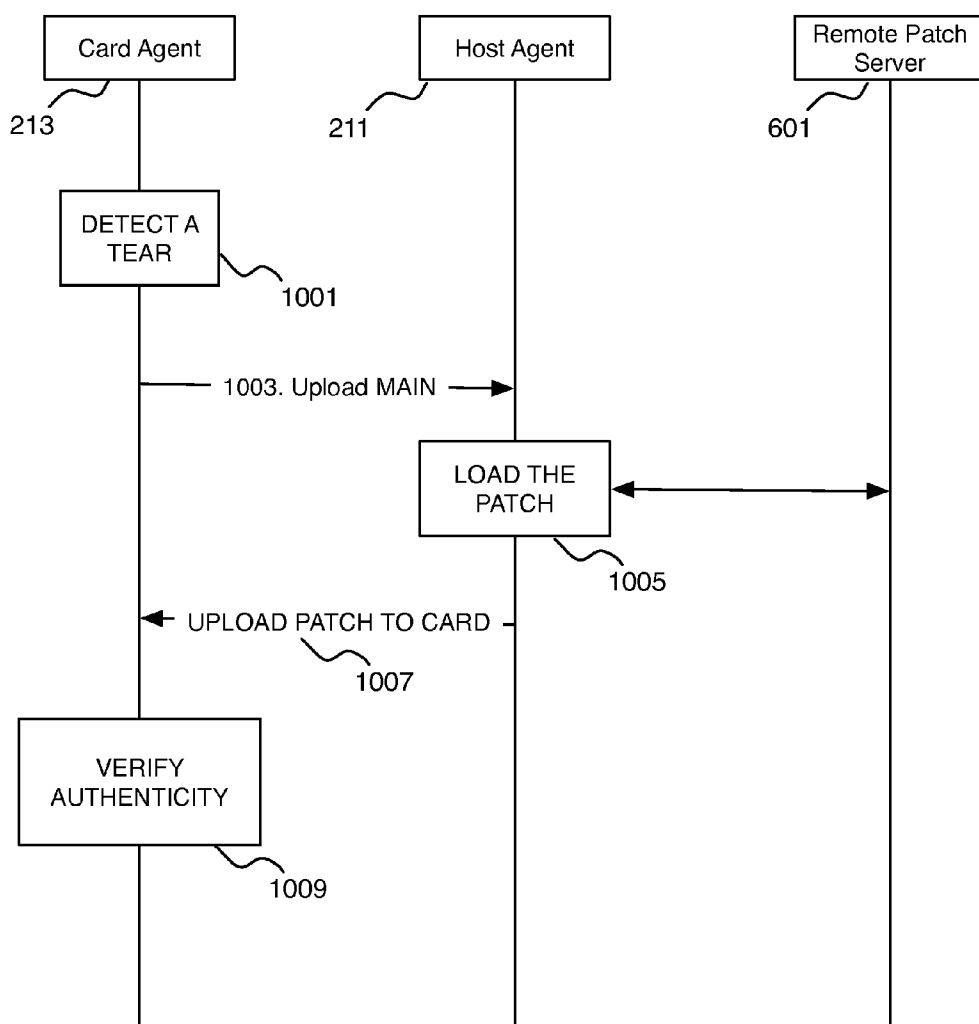 Card Agent
Host Agent
Remote Patch
Server
213
211
601
DETECT A
TEAR
1001
1003. Upload MAIN
LOAD THE
PATCH
1005
UPLOAD PATCH TO CARD
1007
VERIFY
AUTHENTICITY
1009